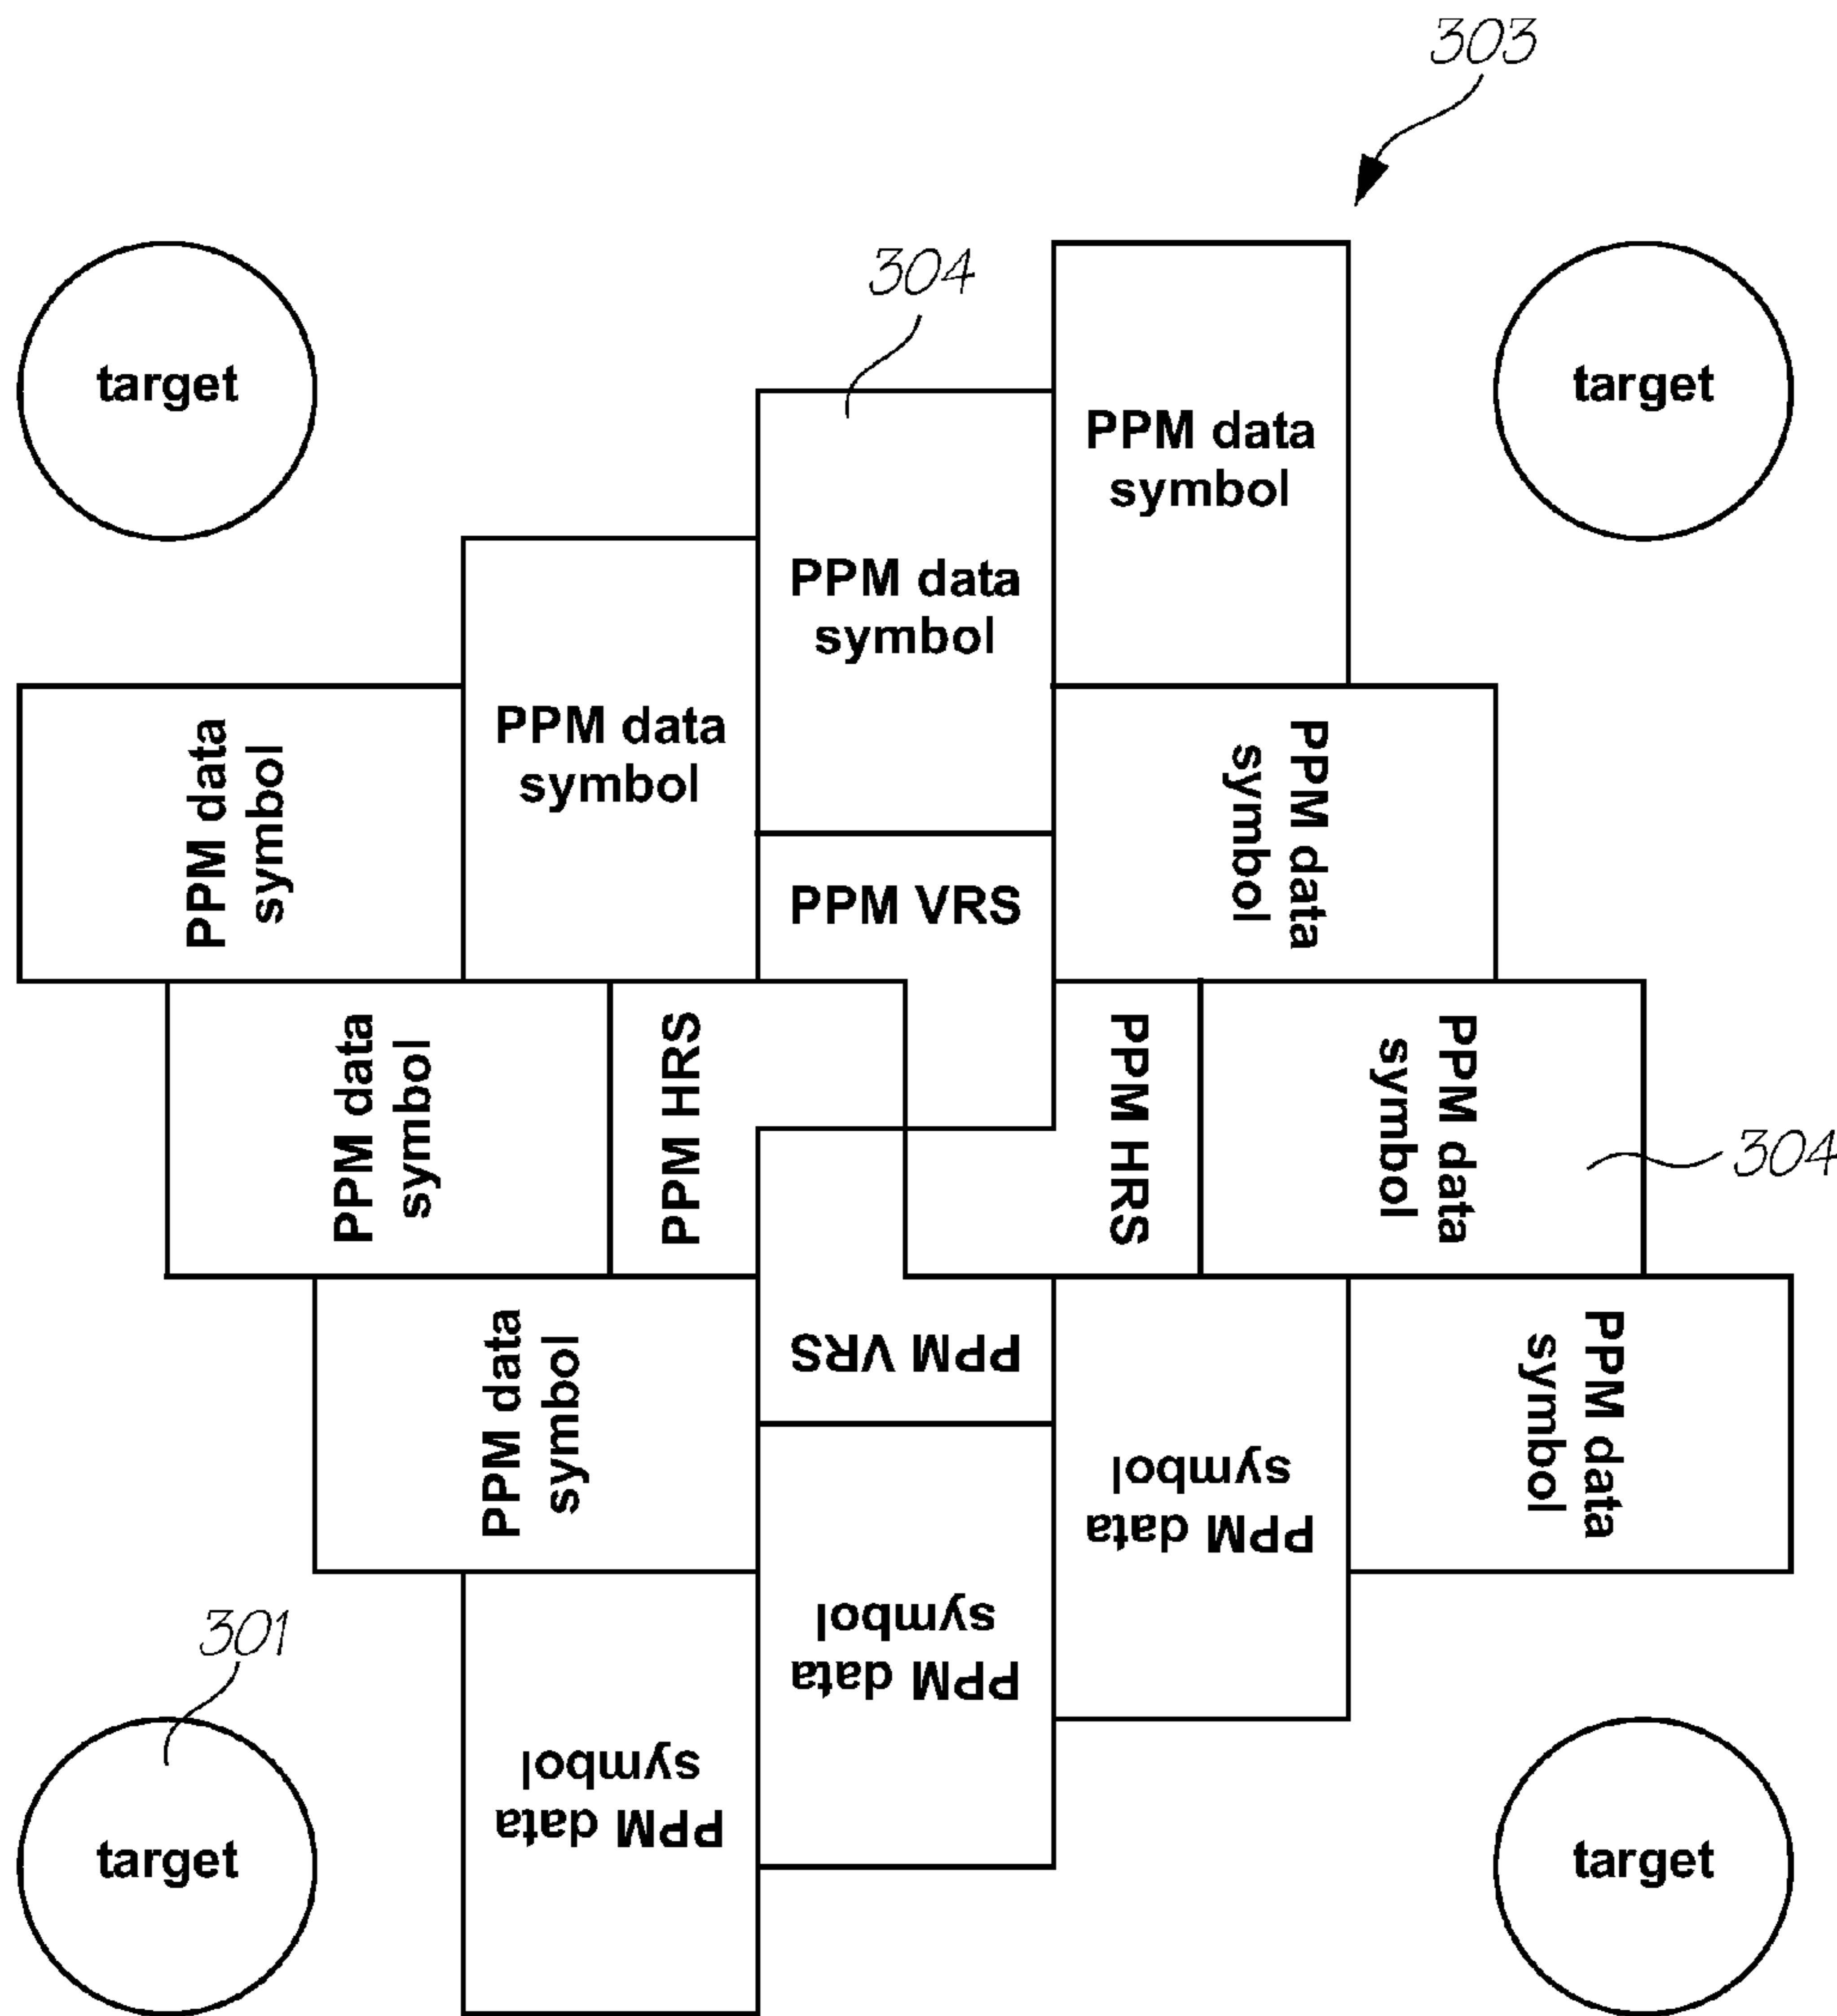 303
304
target
target
PPM data
symbol
PPM data
symbol
PPM data
symbol
PPM data
symbol
PPM data
symbol
PPM VRS
PPM data
symbol
PPM HRS
PPM HRS
PPM data
symbol
304
PPM data
symbol
PPM VRS
PPM data
symbol
PPM data
symbol
PPM data
symbol
301
PPM data
symbol
target
target